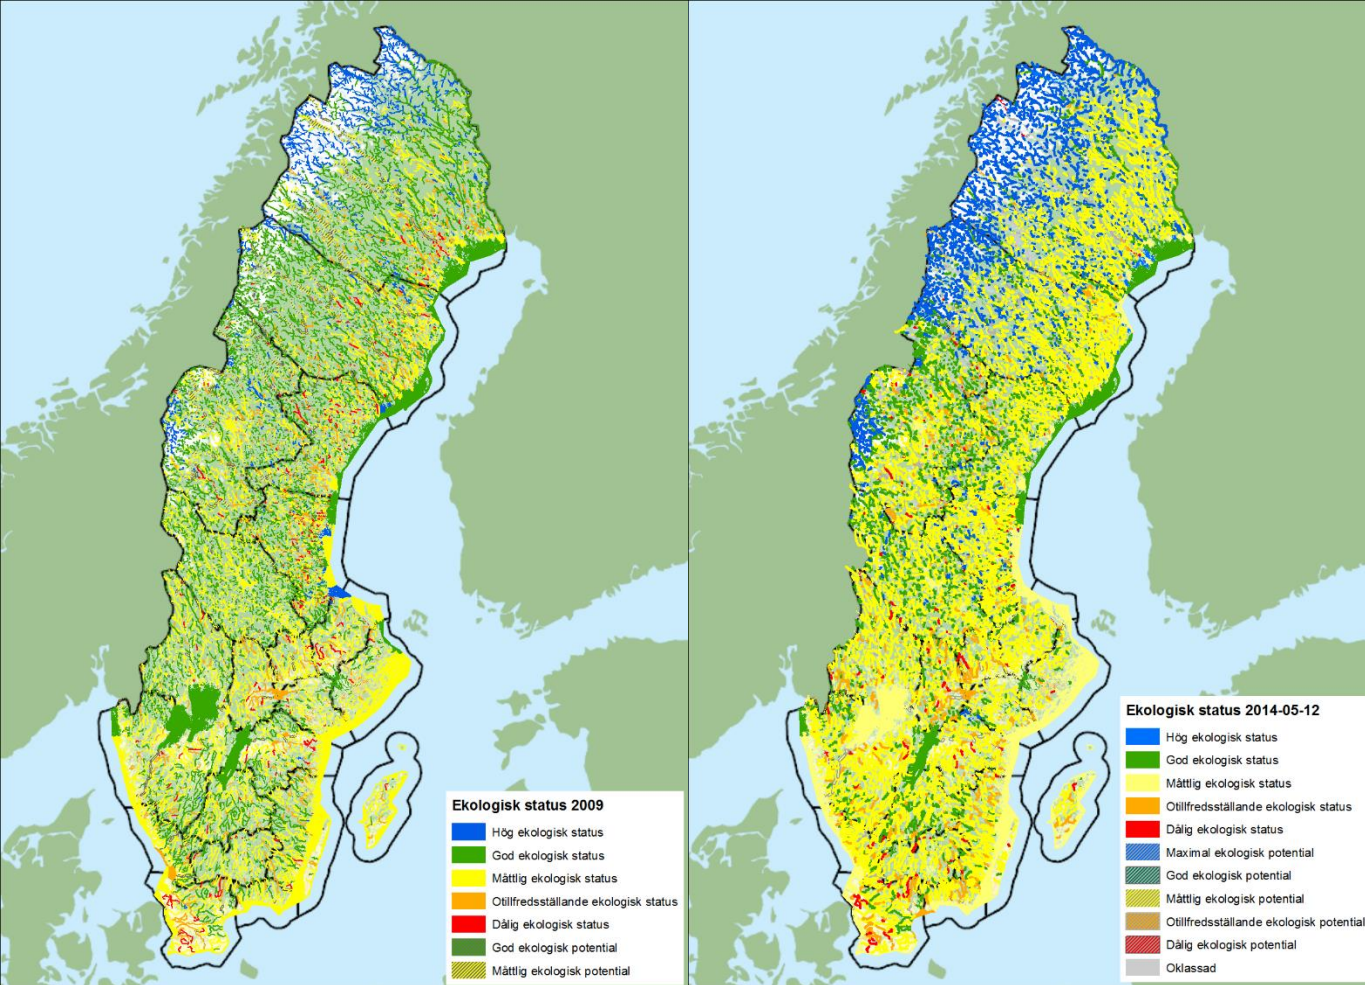 Ekologisk status 2009
Hög ekologisk status
God ekologisk status
Måttlig ekologisk status
Otillfredsställande ekologisk status
Dålig ekologisk status
God ekologisk potential
Måttlig ekologisk potential
Ekologisk status 2014-05-12
Hög ekologisk status
God ekologisk status
Måttlig ekologisk status
Otillfredsställande ekologisk status
Dålig ekologisk status
Maximal ekologisk potential
God ekologisk potential
Måttlig ekologisk potential
Otillfredsställande ekologisk potential
Dålig ekologisk potential
Oklassad